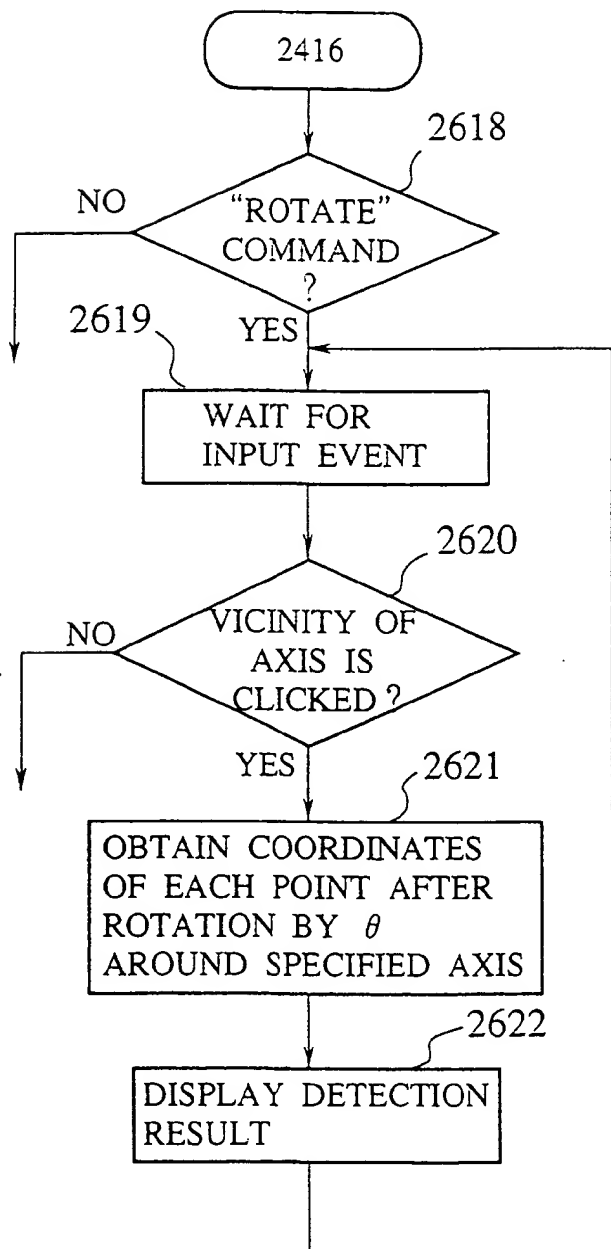 2416
2618
NO
“ROTATE”
COMMAND
?
2619
YES
WAIT FOR
INPUT EVENT
2620
NO
VICINITY OF
AXIS IS
CLICKED?
YES
2621
OBTAIN COORDINATES
OF EACH POINT AFTER
ROTATION BY θ
AROUND SPECIFIED AXIS
2622
DISPLAY DETECTION
RESULT